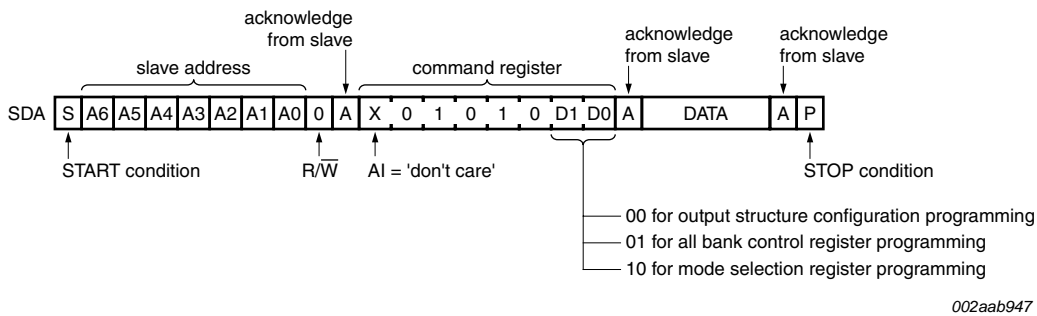 acknowledge from slave
acknowledge from slave
acknowledge from slave
slave address
command register
SDA S A6 A5 A4 A3 A2 A1 A0 0 A X 0 1 0 1 0 D1 D0 A DATA A P
START condition
R/W̅
AI = 'don't care'
STOP condition
00 for output structure configuration programming
01 for all bank control register programming
10 for mode selection register programming
002aab947